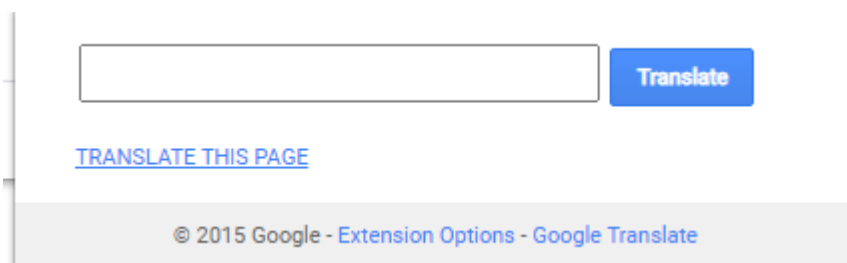 Translate
TRANSLATE THIS PAGE
© 2015 Google - Extension Options - Google Translate